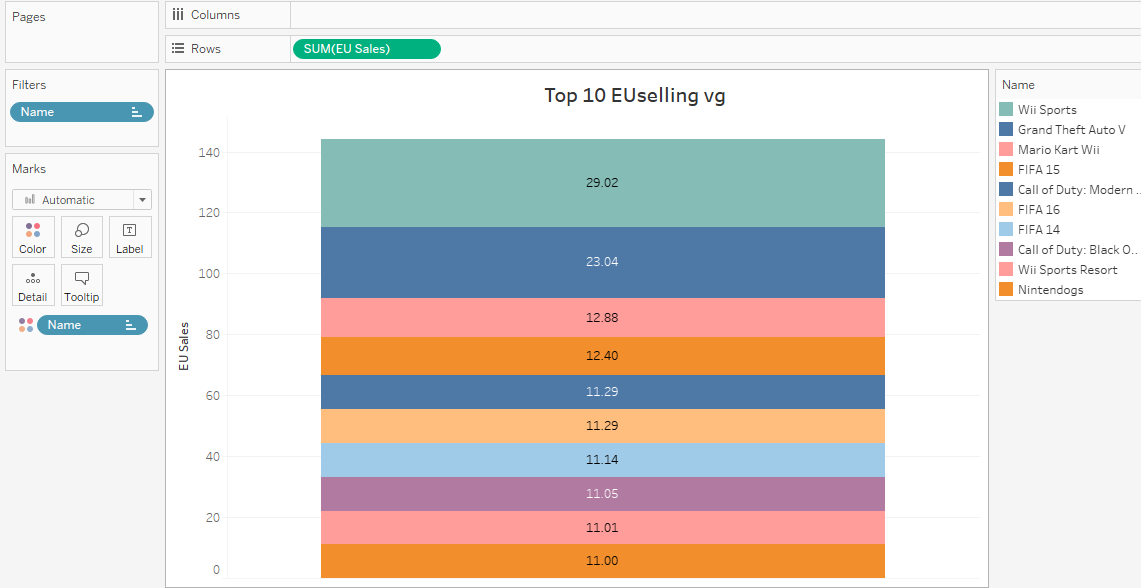 Pages
Columns
Rows
SUM(EU Sales)
Filters
Name
Marks
Automatic
Color
Size
Label
Detail
Tooltip
Name
Top 10 EUselling vg
EU Sales
140
120
100
80
60
40
20
0
29.02
23.04
12.88
12.40
11.29
11.29
11.14
11.05
11.01
11.00
Name
Wii Sports
Grand Theft Auto V
Mario Kart Wii
FIFA 15
Call of Duty: Modern ..
FIFA 16
FIFA 14
Call of Duty: Black O..
Wii Sports Resort
Nintendogs